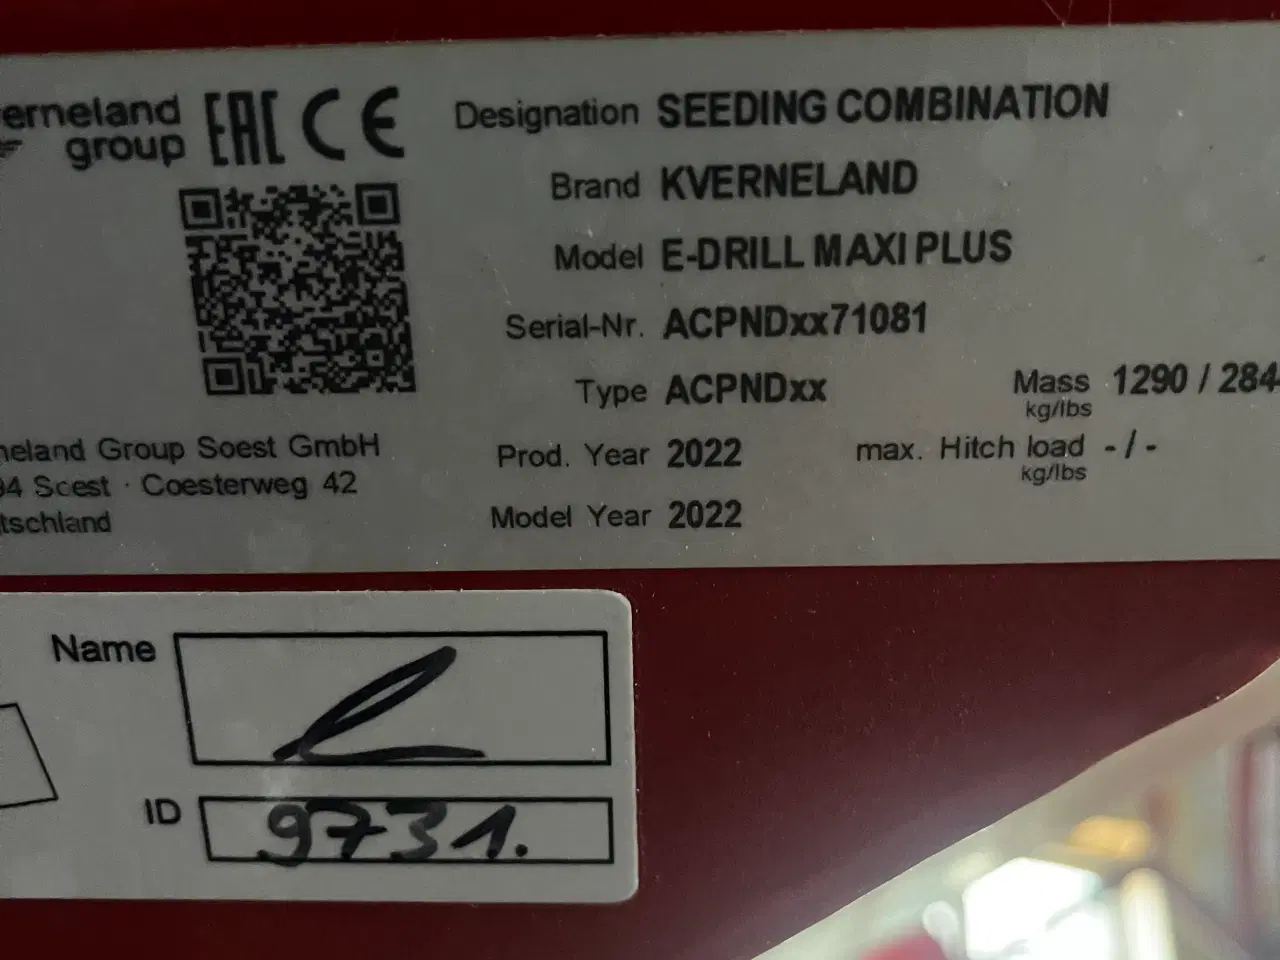 erneland
group
EAC CE
Designation SEEDING COMBINATION
Brand KVERNELAND
Model E-DRILL MAXI PLUS
Serial-Nr. ACPNDxx71081
Type ACPNDxx
Mass 1290 / 284
kg/lbs
Prod. Year 2022
max. Hitch load - / -
kg/lbs
Model Year 2022
neland Group Soest GmbH
94 Soest · Coesterweg 42
tschland
Name
ID 9731.